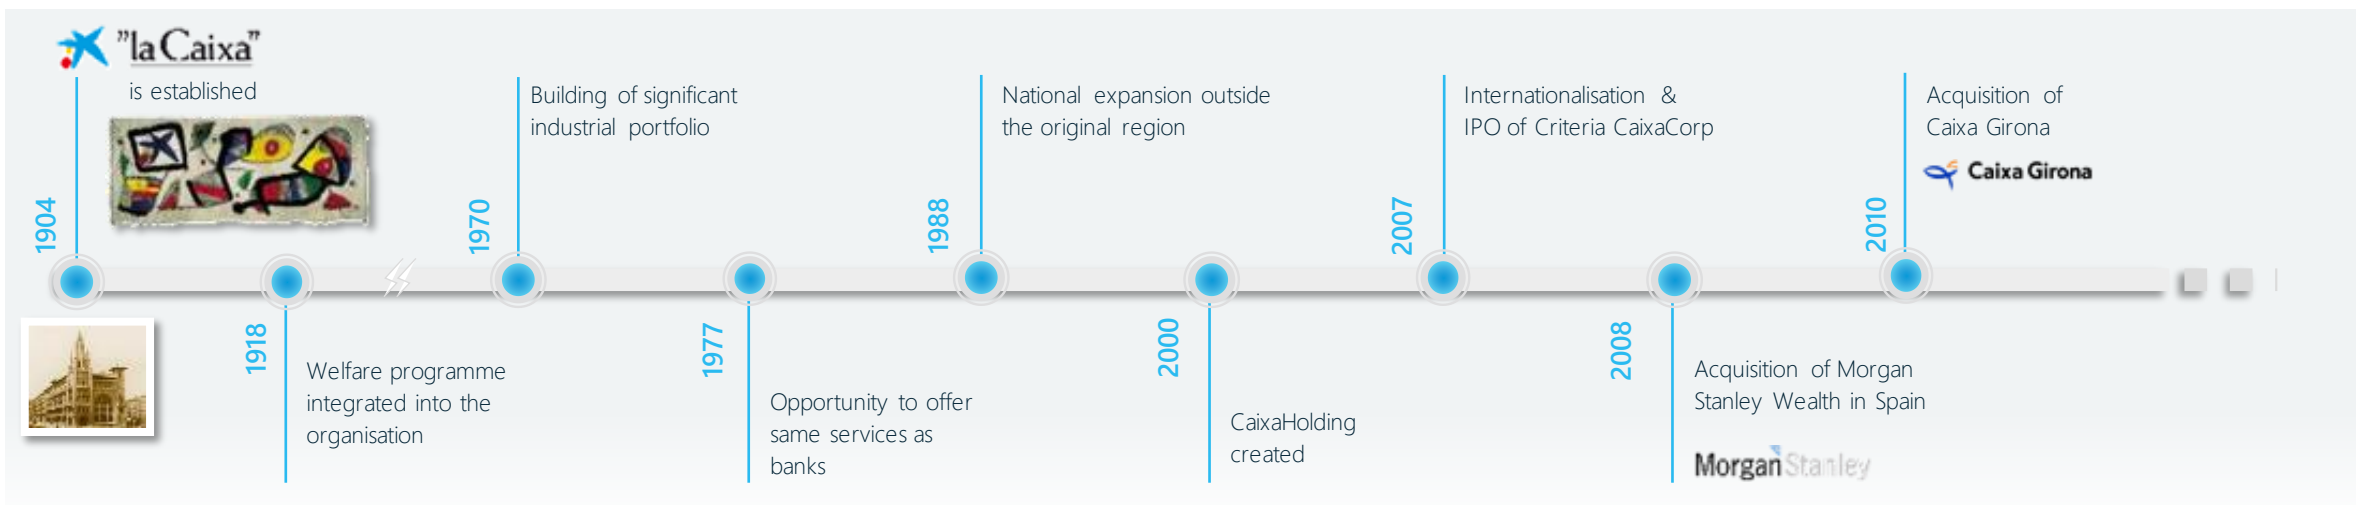 "la Caixa"
is established
1904
1918
Welfare programme
integrated into the
organisation
1970
Building of significant
industrial portfolio
1977
Opportunity to offer
same services as
banks
1988
National expansion outside
the original region
2000
CaixaHolding
created
2007
Internationalisation &
IPO of Criteria CaixaCorp
2008
Acquisition of Morgan
Stanley Wealth in Spain
Morgan Stanley
2010
Acquisition of
Caixa Girona
Caixa Girona